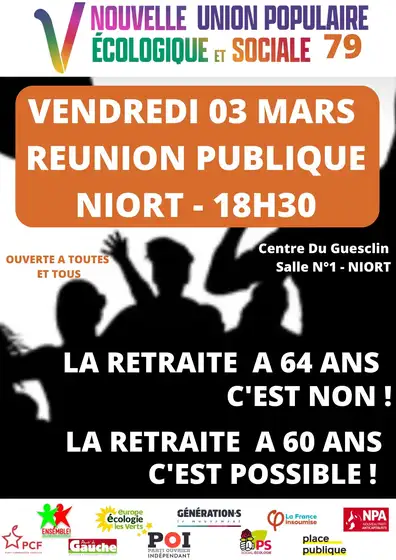 NOUVELLE UNION POPULAIRE
ÉCOLOGIQUE ET SOCIALE 79
VENDREDI 03 MARS
REUNION PUBLIQUE
NIORT - 18H30
OUVERTE A TOUTES
ET TOUS
Centre Du Guesclin
Salle N°1 - NIORT
LA RETRAITE A 64 ANS
C'EST NON !
LA RETRAITE A 60 ANS
C'EST POSSIBLE !
ENSEMBLE!
europe
écologie
les Verts
GÉNÉRATION·S
La France
insoumise
NPA
PCF
Gauche
POI
PARTI OUVRIER
INDÉPENDANT
PS
place
publique